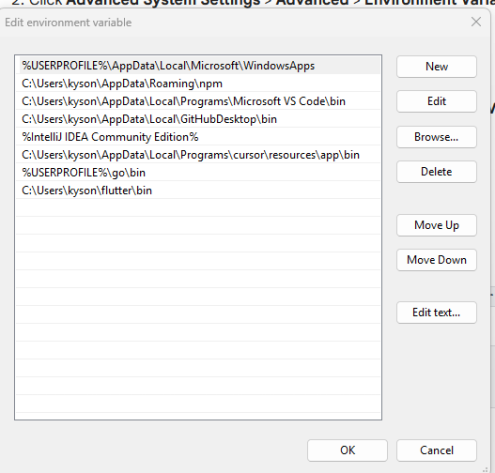 2. Click Advanced System Settings > Advanced > Environment
Edit environment variable
%USERPROFILE%\AppData\Local\Microsoft\WindowsApps
C:\Users\kyson\AppData\Roaming\npm
C:\Users\kyson\AppData\Local\Programs\Microsoft VS Code\bin
C:\Users\kyson\AppData\Local\GitHubDesktop\bin
%IntelliJ IDEA Community Edition%
C:\Users\kyson\AppData\Local\Programs\cursor\resources\app\bin
%USERPROFILE%\go\bin
C:\Users\kyson\flutter\bin
New
Edit
Browse...
Delete
Move Up
Move Down
Edit text...
OK
Cancel